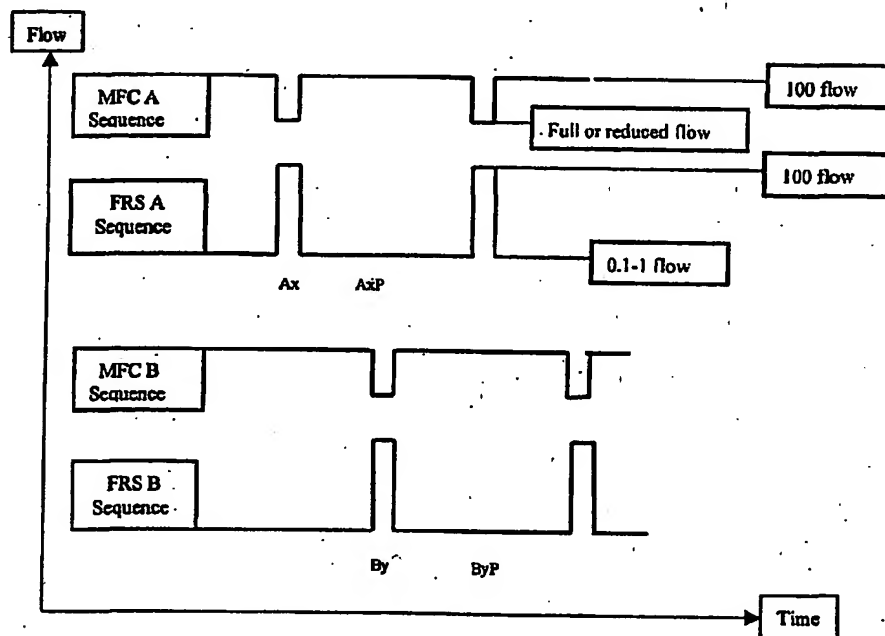 Flow
MFC A
Sequence
100 flow
Full or reduced flow
FRS A
Sequence
100 flow
0.1-1 flow
Ax AxP
MFC B
Sequence
FRS B
Sequence
By ByP
Time